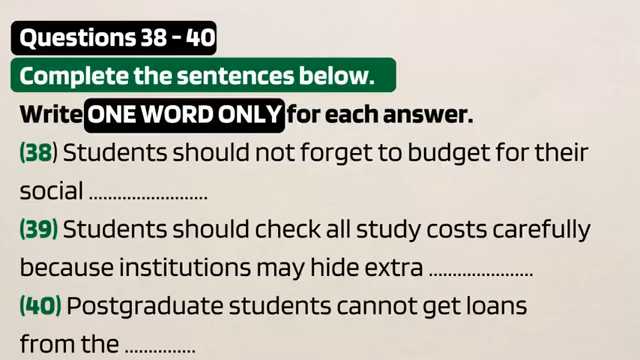 Questions 38 - 40
Complete the sentences below.
Write ONE WORD ONLY for each answer.
(38) Students should not forget to budget for their
social .........................
(39) Students should check all study costs carefully
because institutions may hide extra ......................
(40) Postgraduate students cannot get loans
from the ...............